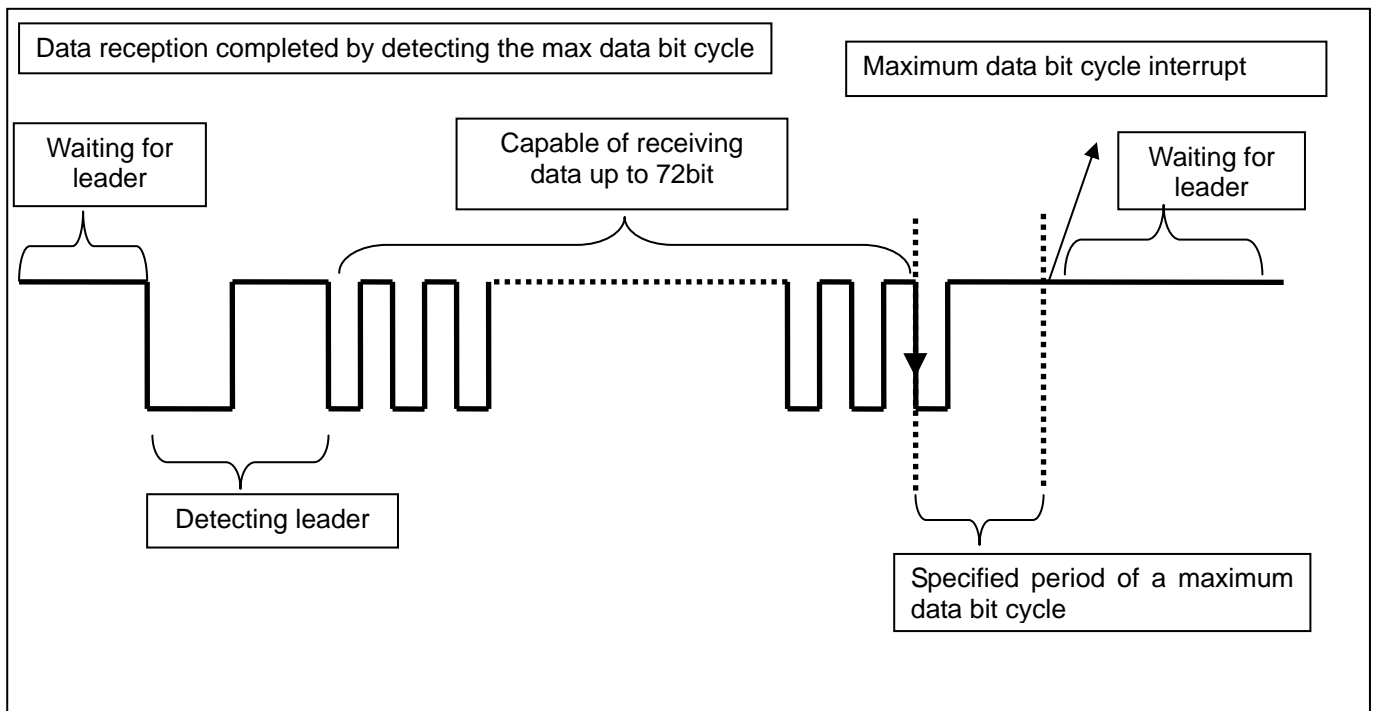 Data reception completed by detecting the max data bit cycle
Maximum data bit cycle interrupt
Waiting for
leader
Capable of receiving
data up to 72bit
Waiting for
leader
Detecting leader
Specified period of a maximum
data bit cycle